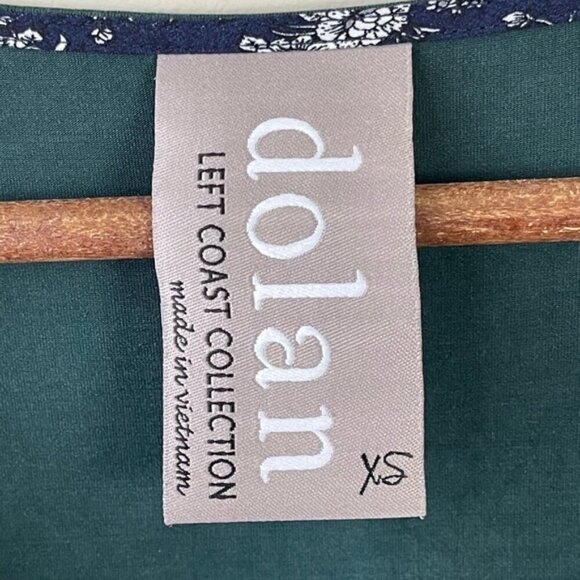 dolan
LEFT COAST COLLECTION
made in vietnam
XS